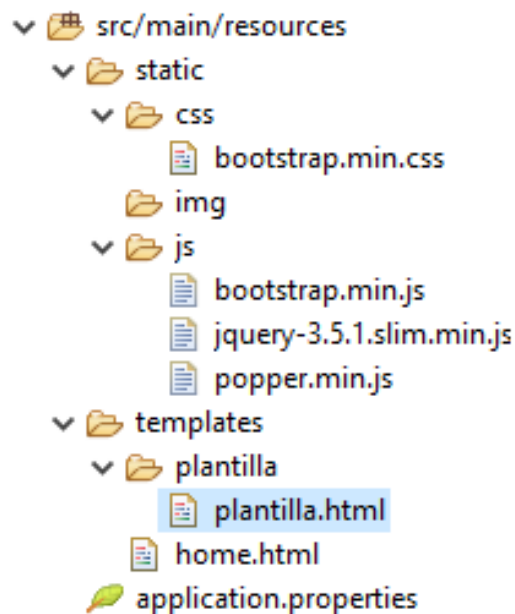 src/main/resources
static
css
bootstrap.min.css
img
js
bootstrap.min.js
jquery-3.5.1.slim.min.js
popper.min.js
templates
plantilla
plantilla.html
home.html
application.properties